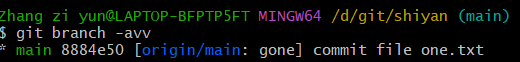 Zhang zi yun@LAPTOP-BFPTP5FT MINGW64 /d/git/shiyan (main)
$ git branch -avv
* main 8884e50 [origin/main: gone] commit file one.txt